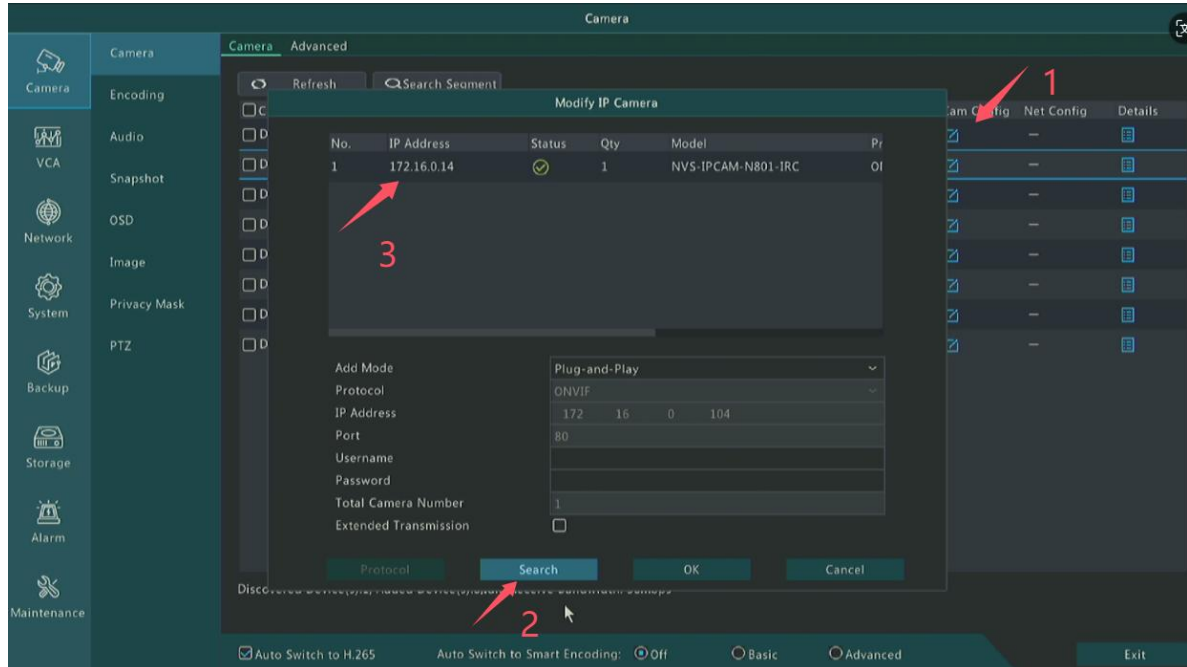 Camera
Camera
VCA
Network
System
Backup
Storage
Alarm
Maintenance
Camera
Encoding
Audio
Snapshot
OSD
Image
Privacy Mask
PTZ
Camera Advanced
Refresh Search Segment
Modify IP Camera
Net Config Details
1
No. IP Address Status Qty Model Pr
1 172.16.0.14 1 NVS-IPCAM-N801-IRC
3
Add Mode Plug-and-Play
Protocol ONVIF
IP Address 172 16 0 104
Port 80
Username
Password
Total Camera Number 1
Extended Transmission
Protocol Search OK Cancel
2
Auto Switch to H.265 Auto Switch to Smart Encoding: Off Basic Advanced Exit